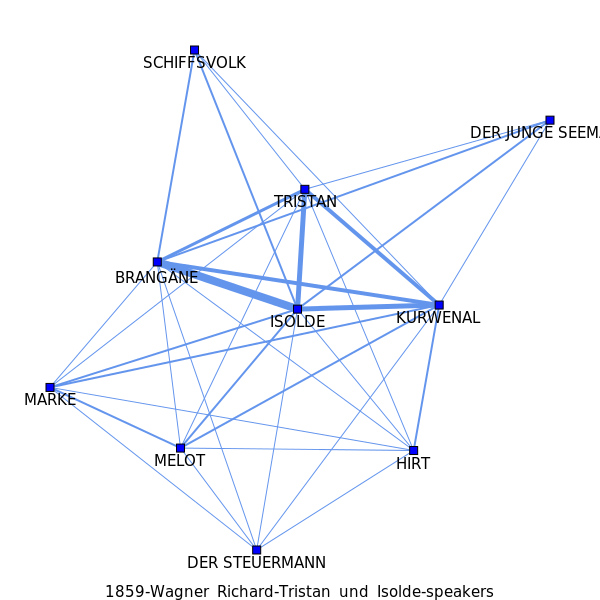 SCHIFFSVOLK
DER JUNGE SEEM
TRISTAN
BRANGÄNE
ISOLDE
KURWENAL
MARKE
MELOT
HIRT
DER STEUERMANN
1859-Wagner Richard-Tristan und Isolde-speakers